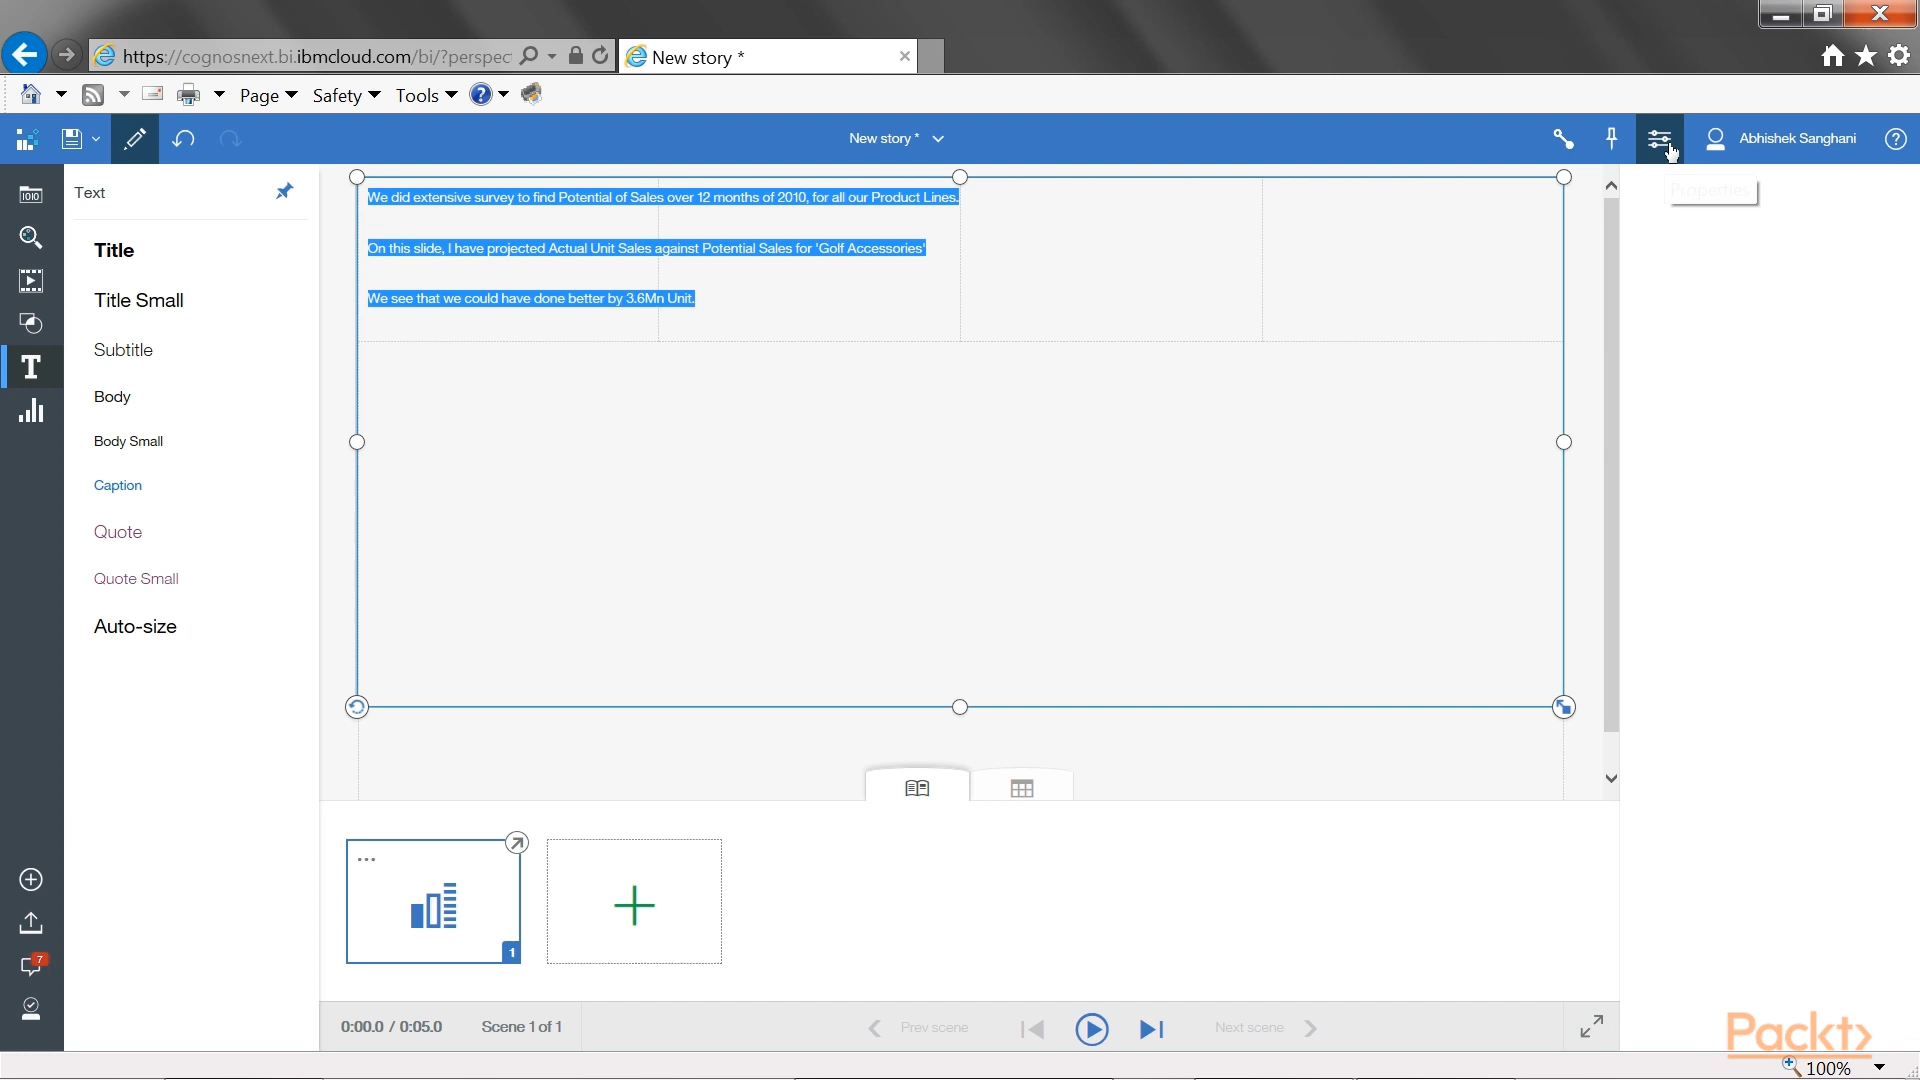 https://cognosnext.bi.ibmcloud.com/bi/?perspec
New story *
Page
Safety
Tools
New story *
Abhishek Sanghani
Properties
Text
Title
Title Small
Subtitle
Body
Body Small
Caption
Quote
Quote Small
Auto-size
We did extensive survey to find Potential of Sales over 12 months of 2010, for all our Product Lines.
On this slide, I have projected Actual Unit Sales against Potential Sales for 'Golf Accessories'
We see that we could have done better by 3.6Mn Unit.
1
7
0:00.0 / 0:05.0
Scene 1 of 1
Prev scene
Next scene
Packt>
100%